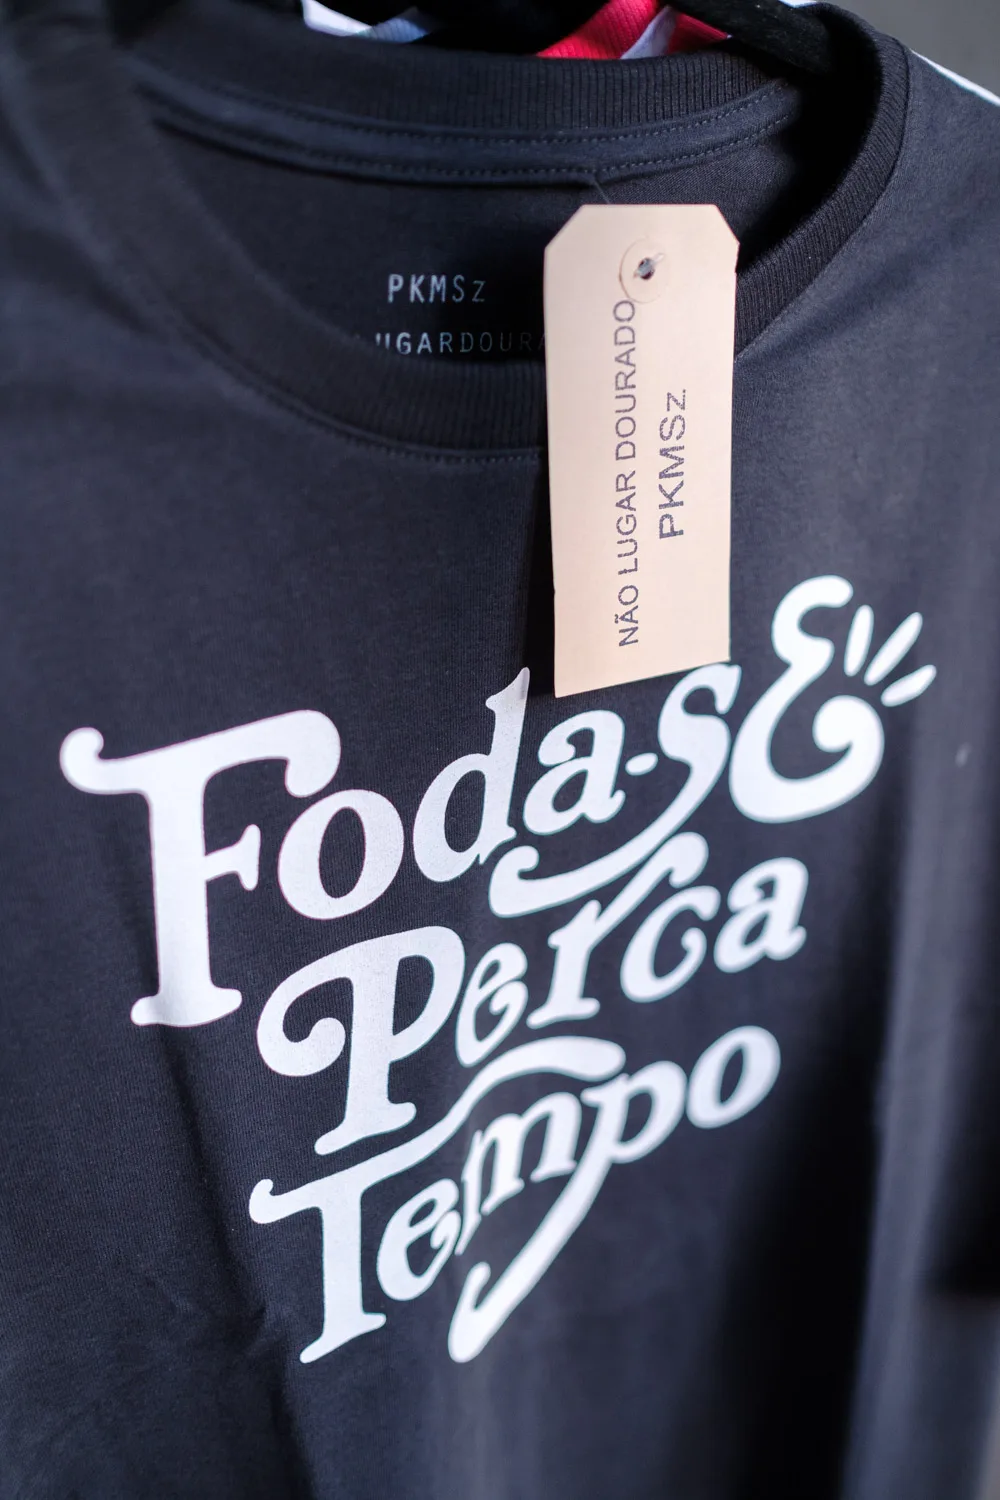 PKMSz
UGARDOURA
NÃO LUGAR DOURADO
PKMSz
Foda-se
&
Perca
Tempo